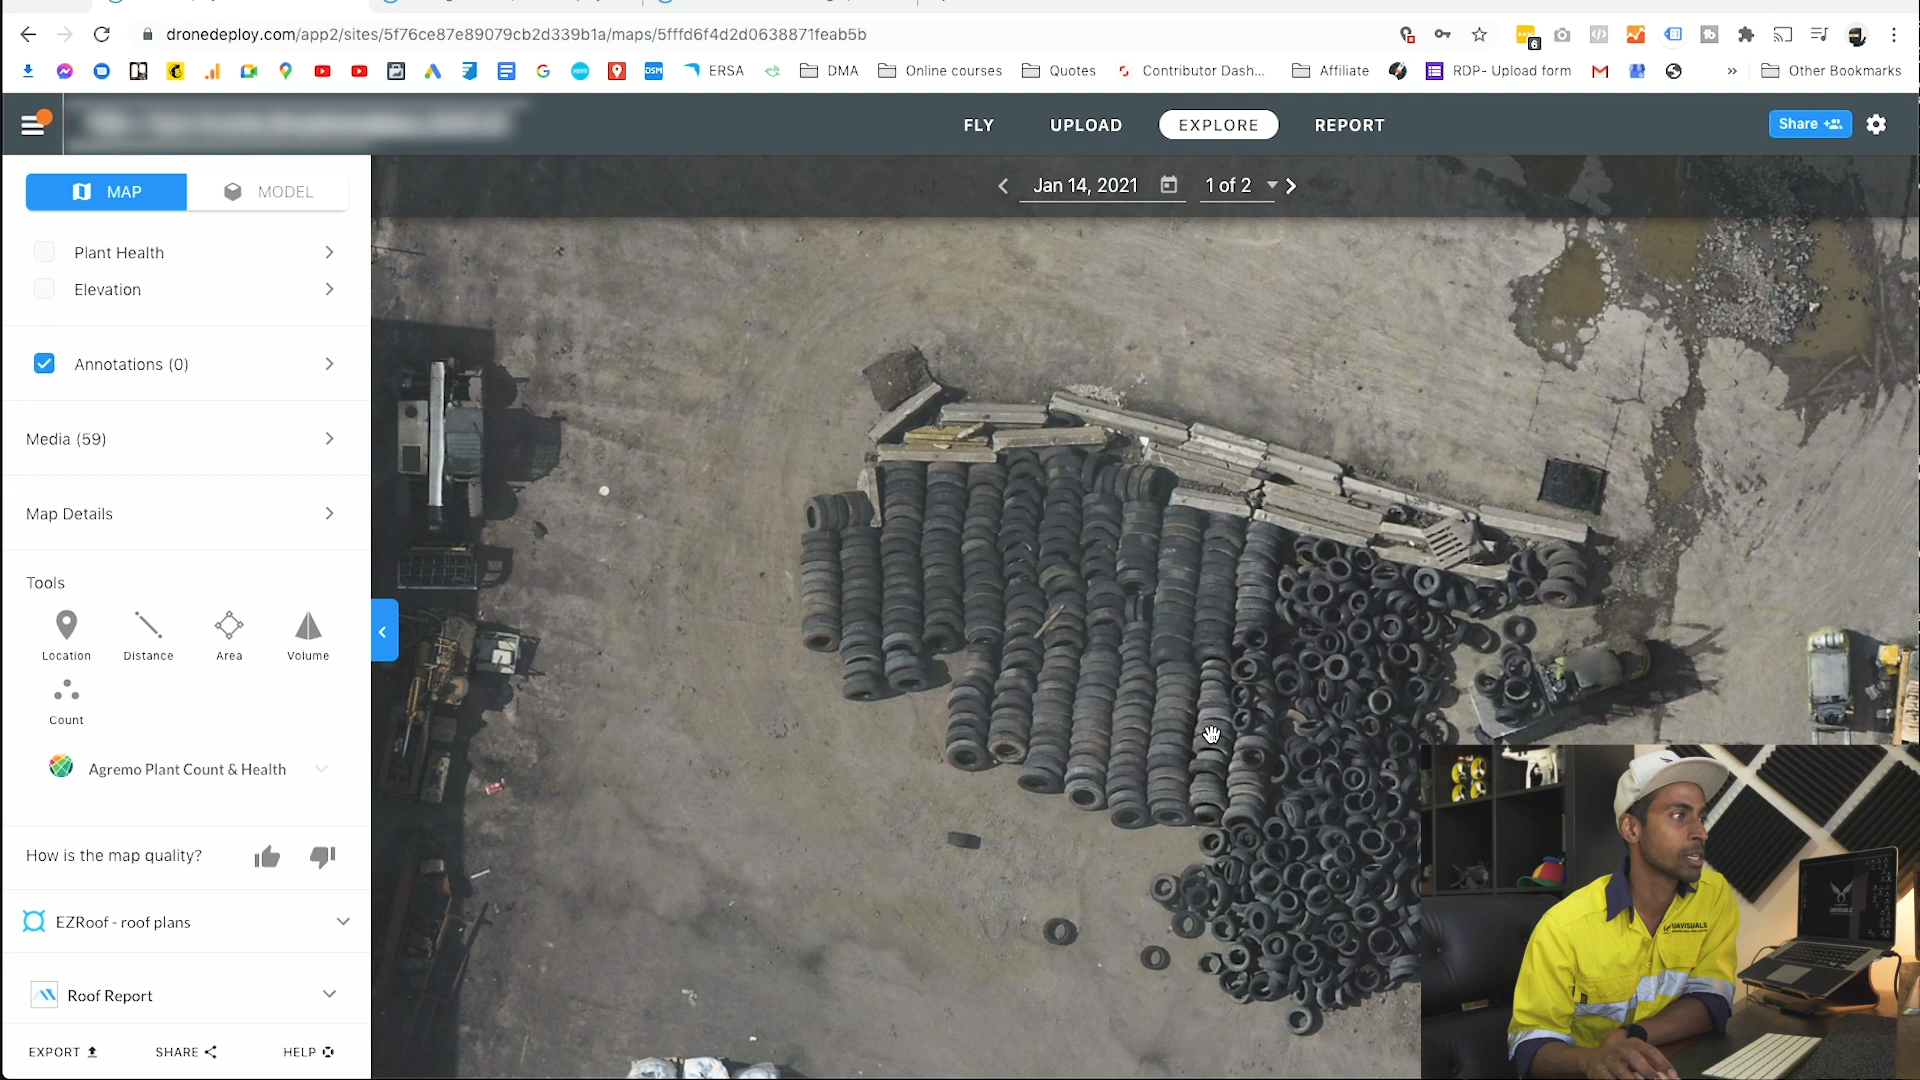 dronedeploy.com/app2/sites/5f76ce87e89079cb2d339b1a/maps/5fffd6f4d2d0638871feab5b
6
DSM
ERSA
DMA
Online courses
Quotes
Contributor Dash...
Affiliate
RDP- Upload form
»
Other Bookmarks
FLY
UPLOAD
EXPLORE
REPORT
Share
MAP
MODEL
Jan 14, 2021
1 of 2
Plant Health
Elevation
Annotations (0)
Media (59)
Map Details
Tools
Location
Distance
Area
Volume
Count
Agremo Plant Count & Health
How is the map quality?
EZRoof - roof plans
Roof Report
EXPORT
SHARE
HELP
UAVISUALS